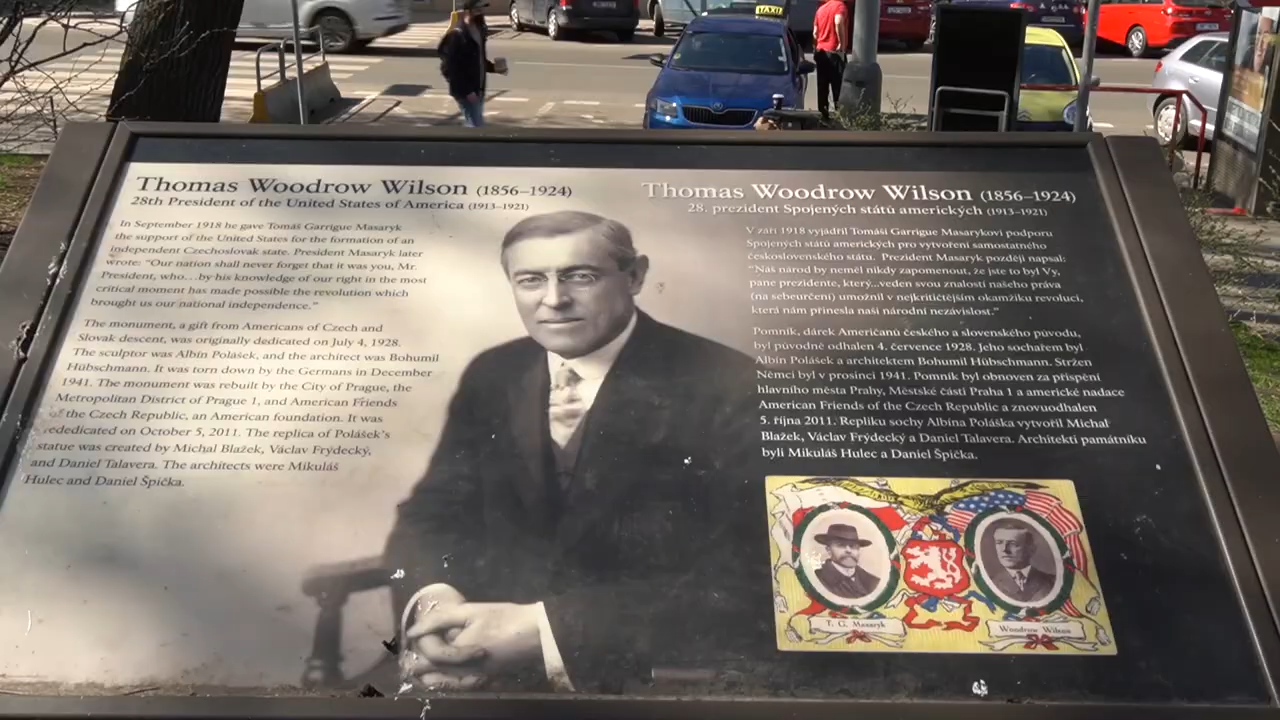 TAXI
Thomas Woodrow Wilson (1856–1924)
28th President of the United States of America (1913–1921)
In September 1918 he gave Tomáš Garrigue Masaryk
the support of the United States for the formation of an
independent Czechoslovak state. President Masaryk later
wrote: “Our nation shall never forget that it was you, Mr.
President, who…by his knowledge of our right in the most
critical moment has made possible the revolution which
brought us our national independence.”
The monument, a gift from Americans of Czech and
Slovak descent, was originally dedicated on July 4, 1928.
The sculptor was Albín Polášek, and the architect was Bohumil
Hübschmann. It was torn down by the Germans in December
1941. The monument was rebuilt by the City of Prague, the
Metropolitan District of Prague 1, and American Friends
of the Czech Republic, an American foundation. It was
rededicated on October 5, 2011. The replica of Polášek’s
statue was created by Michal Blažek, Václav Frýdecký,
and Daniel Talavera. The architects were Mikuláš
Hulec and Daniel Špička.
Thomas Woodrow Wilson (1856–1924)
28. prezident Spojených států amerických (1913–1921)
V září 1918 vyjádřil Tomáši Garrigue Masarykovi podporu
Spojených států amerických pro vytvoření samostatného
československého státu. Prezident Masaryk později napsal:
“Náš národ by neměl nikdy zapomenout, že jste to byl Vy,
pane prezidente, který…veden svou znalostí našeho práva
(na sebeurčení) umožnil v nejkritičtějším okamžiku revoluci,
která nám přinesla naši národní nezávislost.”
Pomník, dárek Američanů českého a slovenského původu,
byl původně odhalen 4. července 1928. Jeho sochařem byl
Albín Polášek a architektem Bohumil Hübschmann. Stržen
Němci byl v prosinci 1941. Pomník byl obnoven za přispění
hlavního města Prahy, Městské části Praha 1 a americké nadace
American Friends of the Czech Republic a znovuodhalen
5. října 2011. Repliku sochy Albína Poláška vytvořil Michal
Blažek, Václav Frýdecký a Daniel Talavera. Architekti památníku
byli Mikuláš Hulec a Daniel Špička.
T. G. Masaryk
Woodrow Wilson